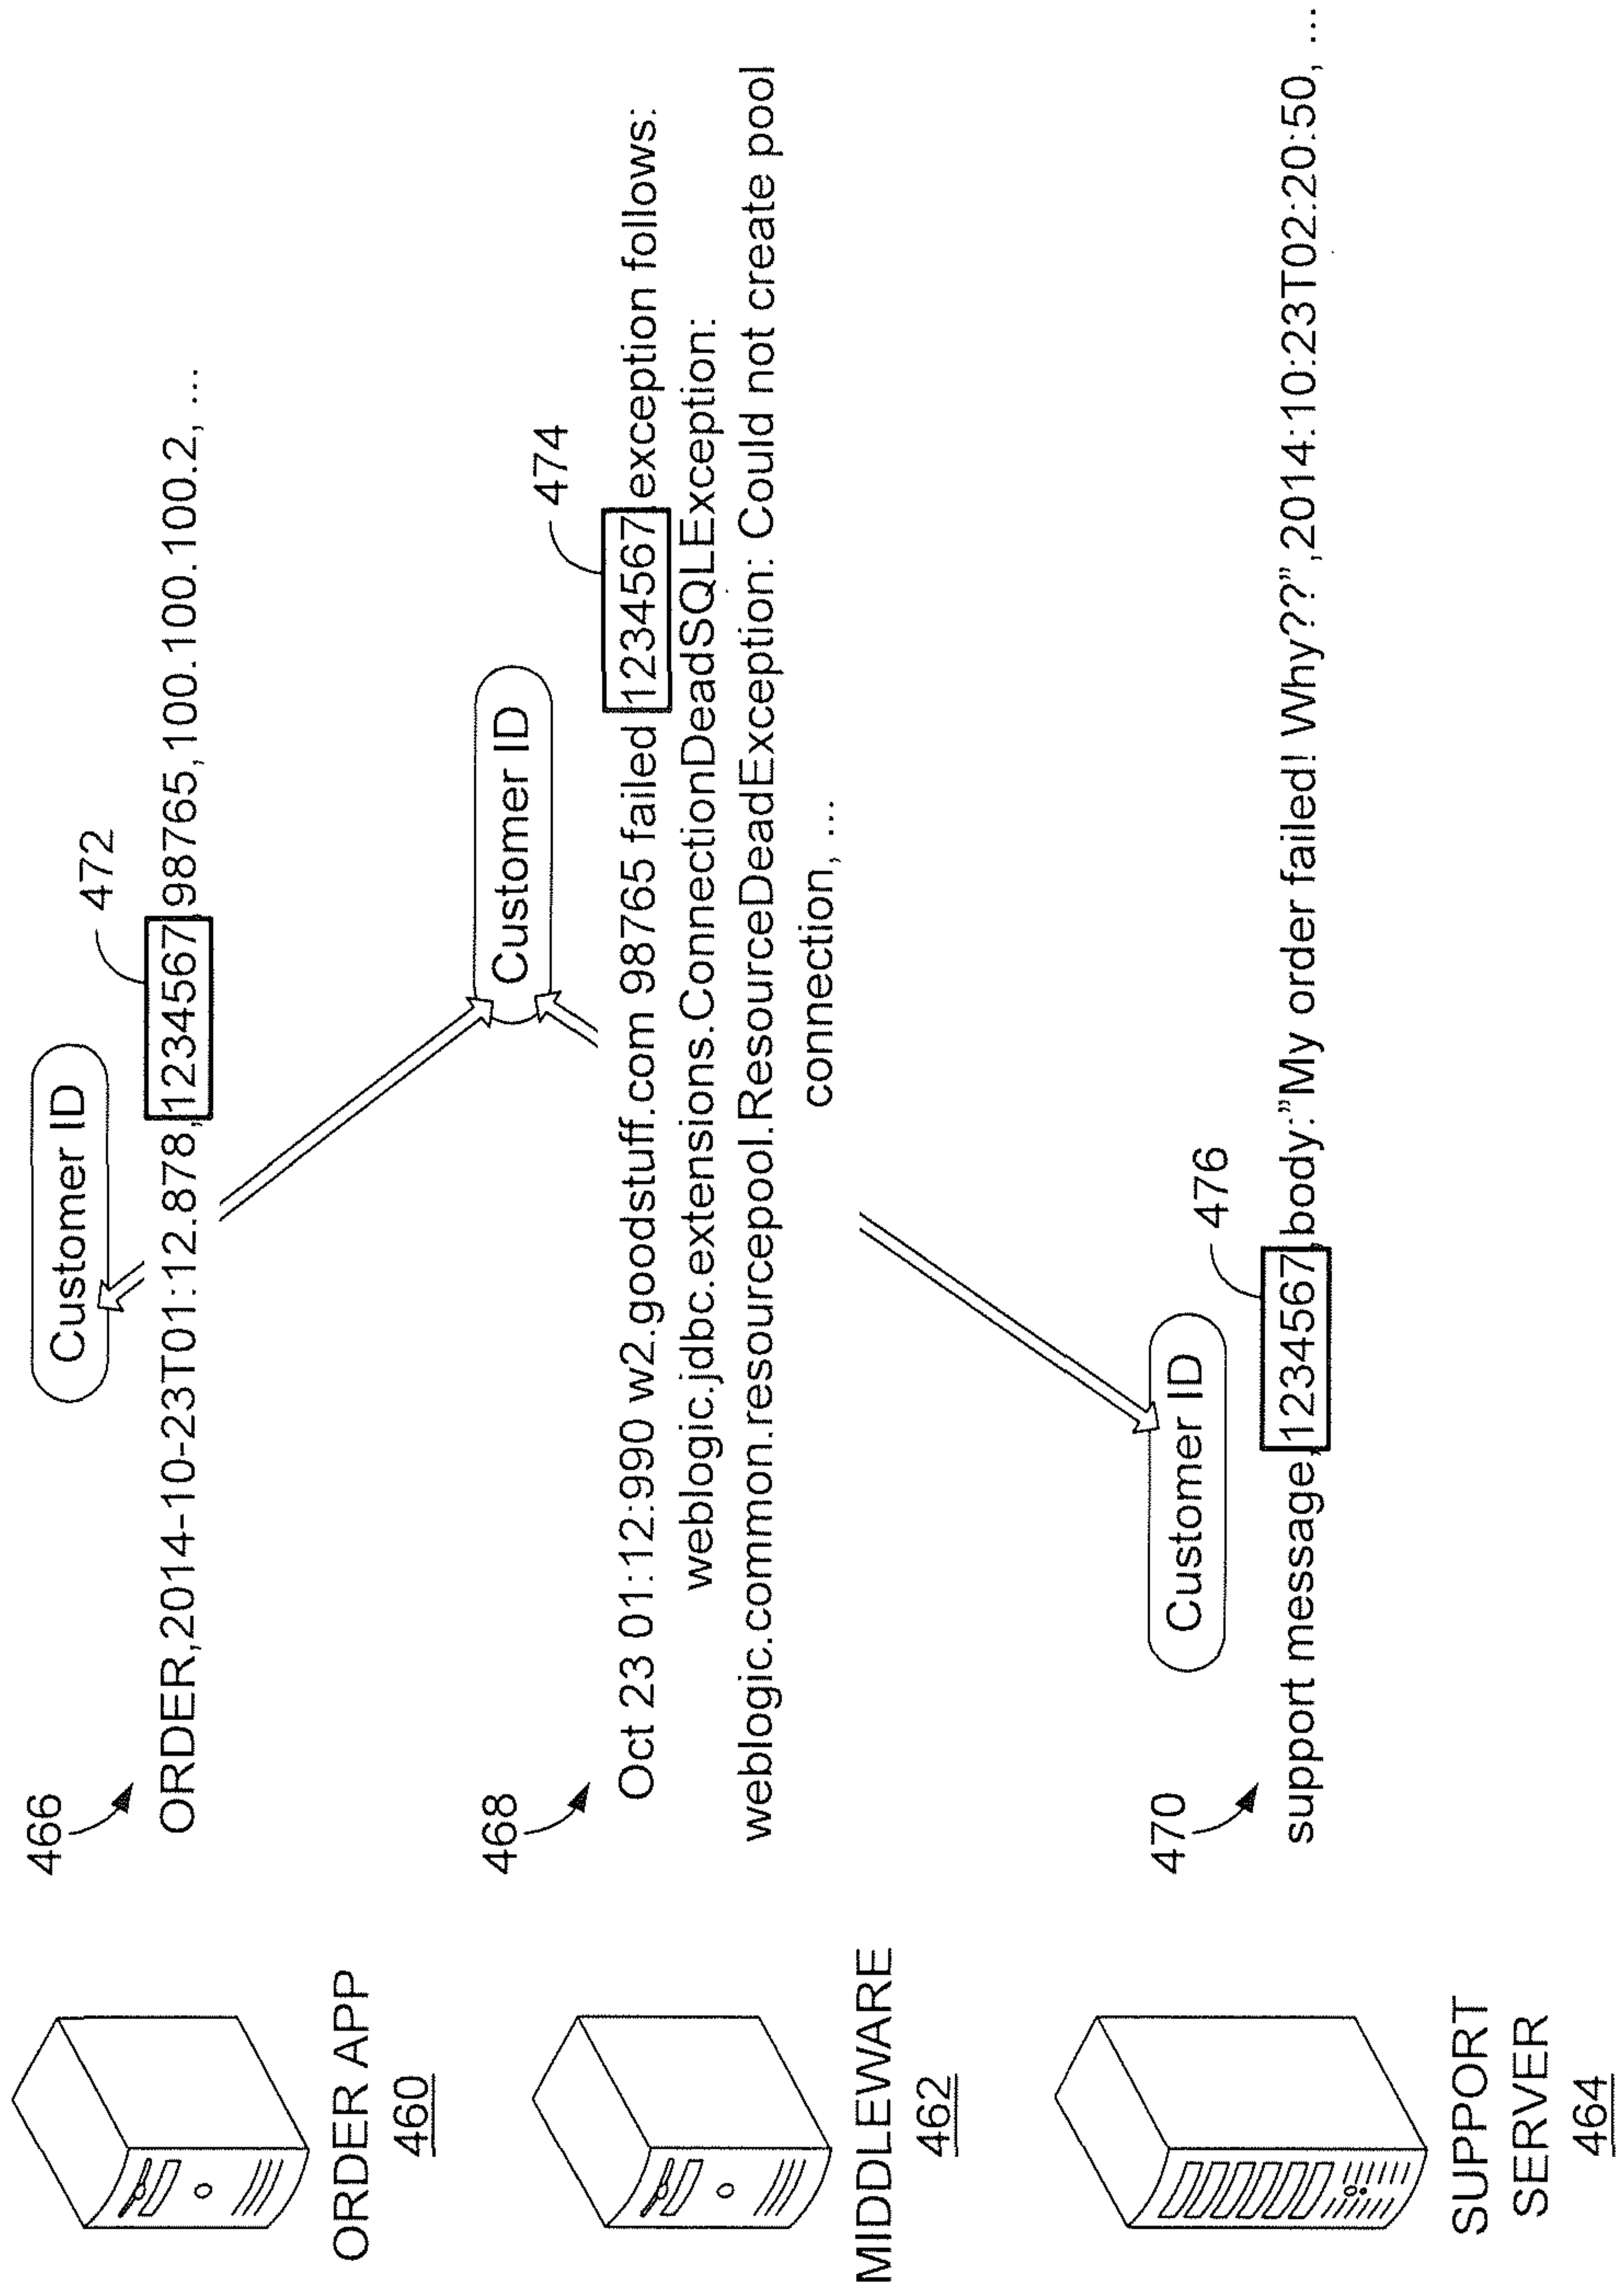 ORDER APP
460
466
Customer ID
472
ORDER,2014-10-23T01:12.878,1234567,98765,100.100.100.2, ...
MIDDLEWARE
462
468
Customer ID
474
Oct 23 01:12:990 w2.goodstuff.com 98765 failed 1234567 exception follows:
weblogic.jdbc.extensions.ConnectionDeadSQLException:
weblogic.common.resourcepool.ResourceDeadException: Could not create pool
connection, ...
SUPPORT
SERVER
464
470
Customer ID
476
support message,1234567,body:”My order failed! Why??”,2014:10:23T02:20:50, ...